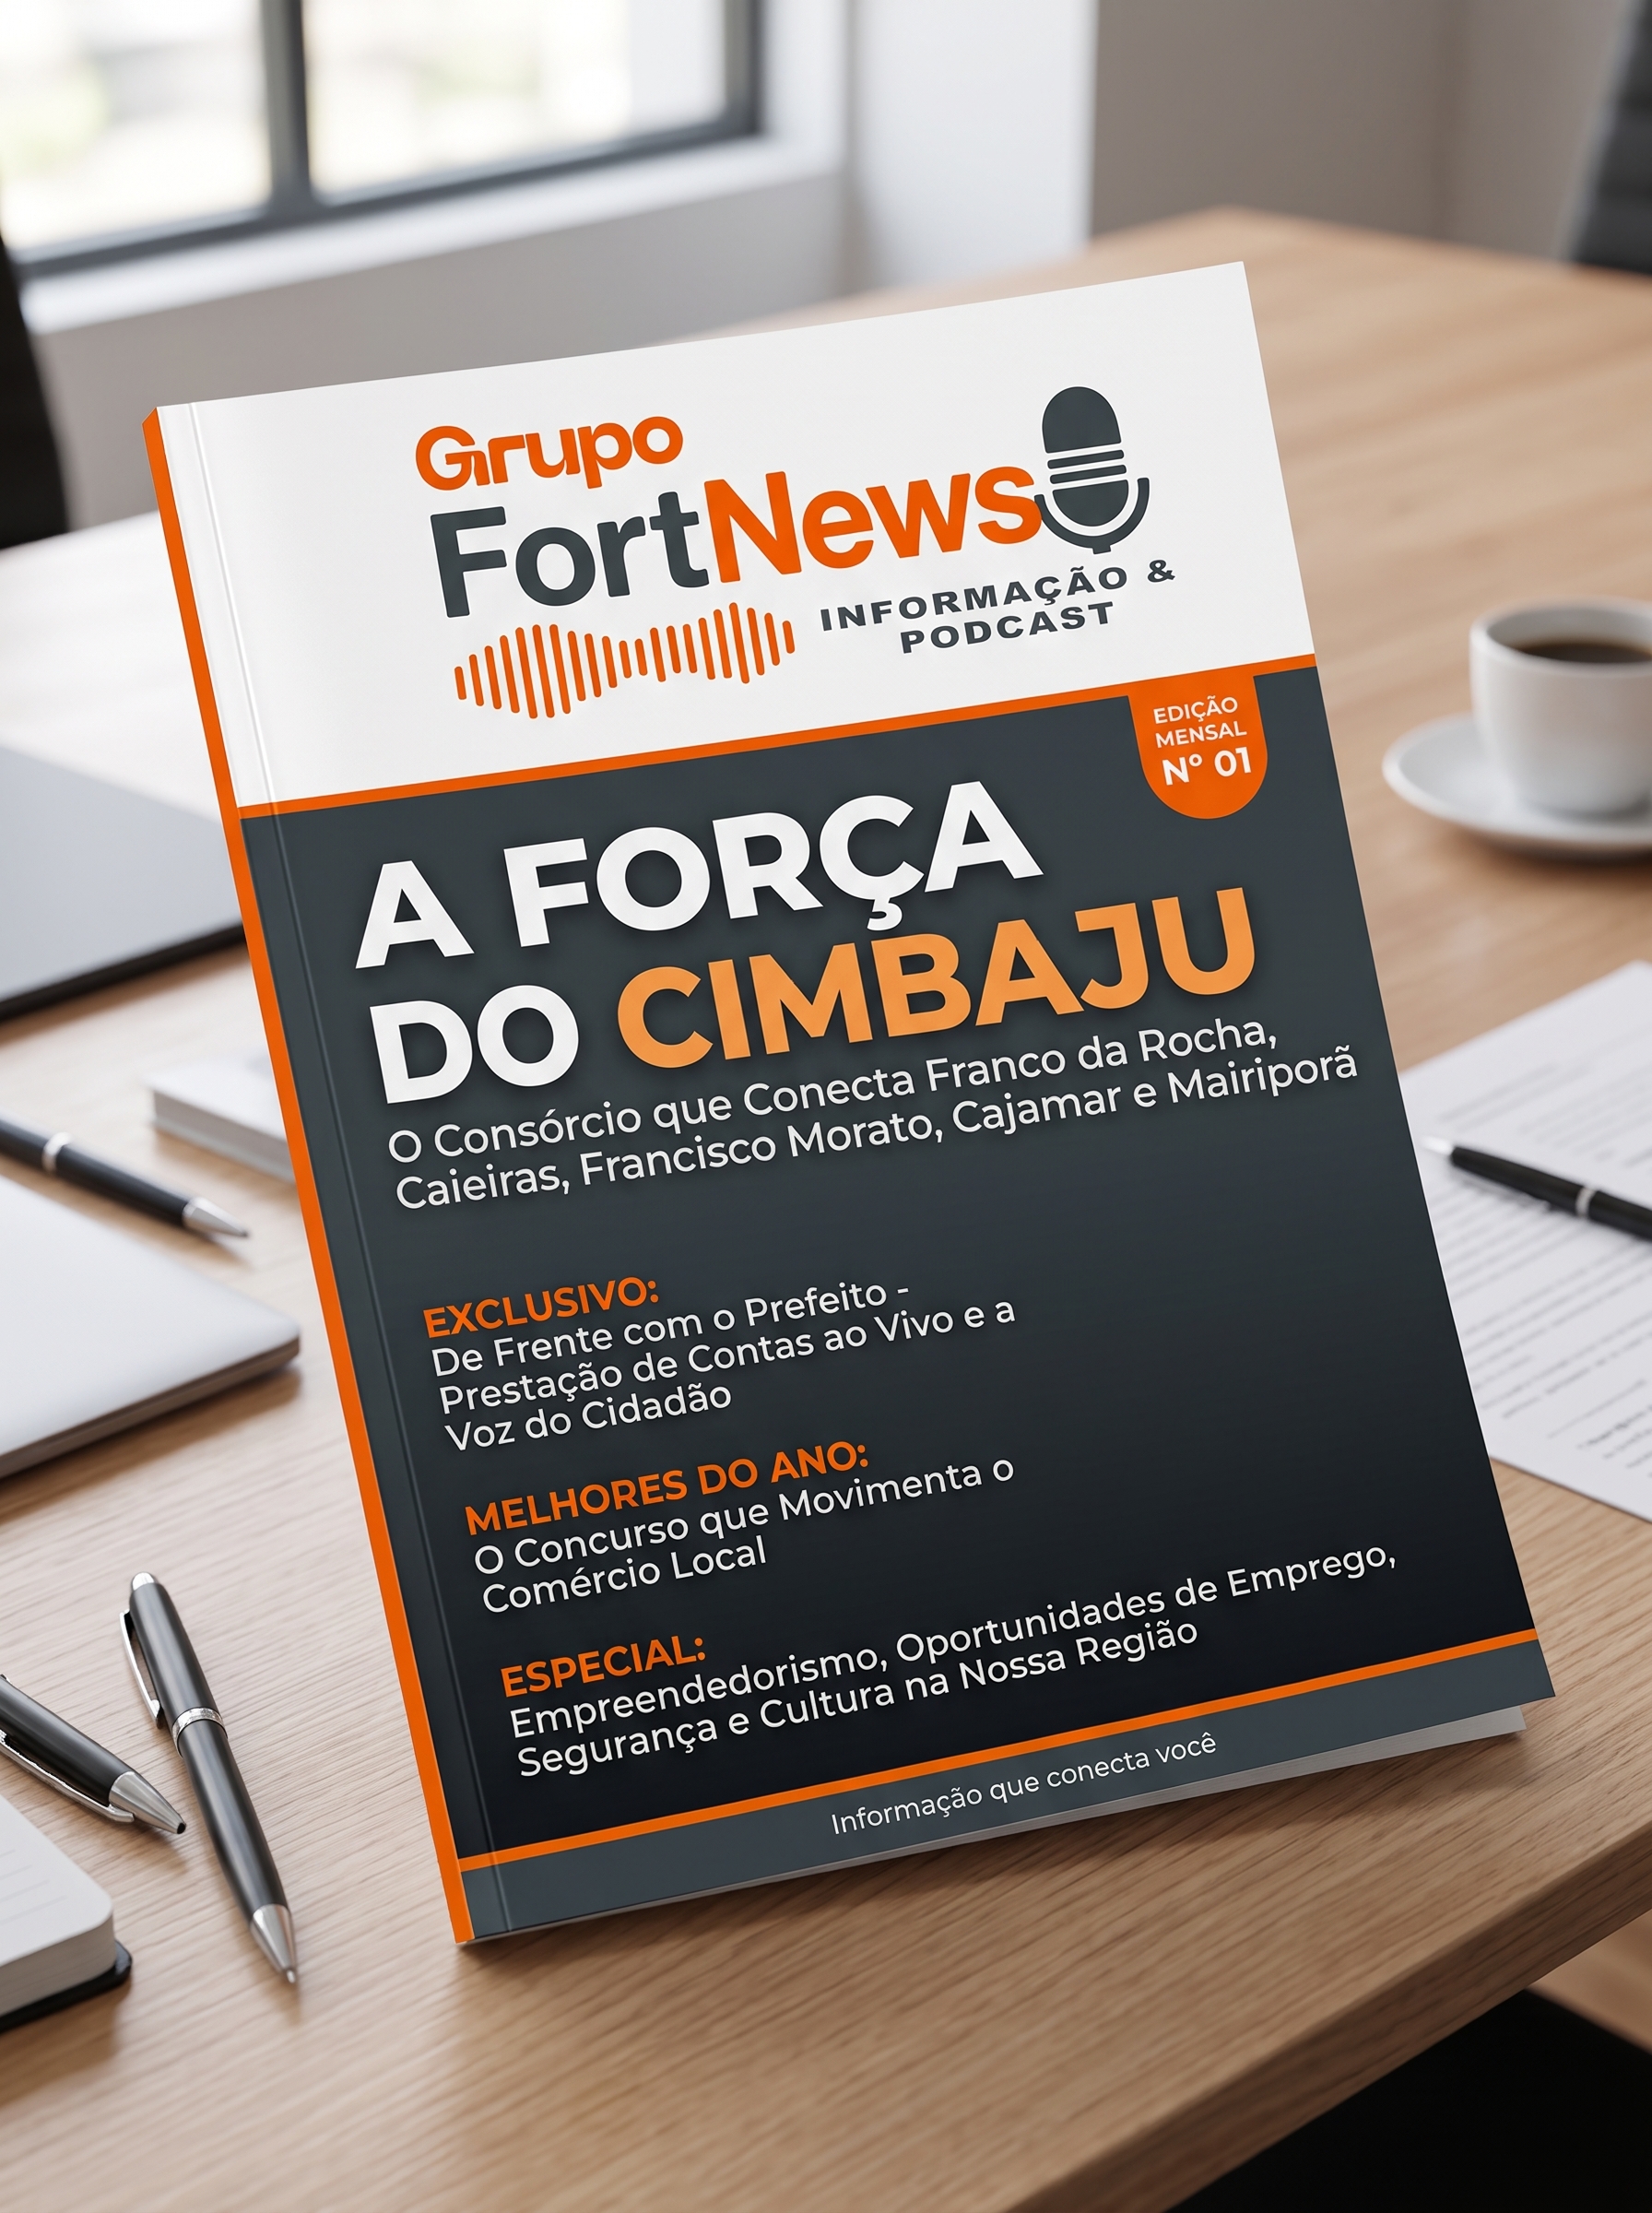 Grupo
FortNews
INFORMAÇÃO &
PODCAST
EDIÇÃO
MENSAL
Nº 01
A FORÇA
DO CIMBAJU
O Consórcio que Conecta Franco da Rocha,
Caieiras, Francisco Morato, Cajamar e Mairiporã
EXCLUSIVO:
De Frente com o Prefeito -
Prestação de Contas ao Vivo e a
Voz do Cidadão
MELHORES DO ANO:
O Concurso que Movimenta o
Comércio Local
ESPECIAL:
Empreendedorismo, Oportunidades de Emprego,
Segurança e Cultura na Nossa Região
Informação que conecta você